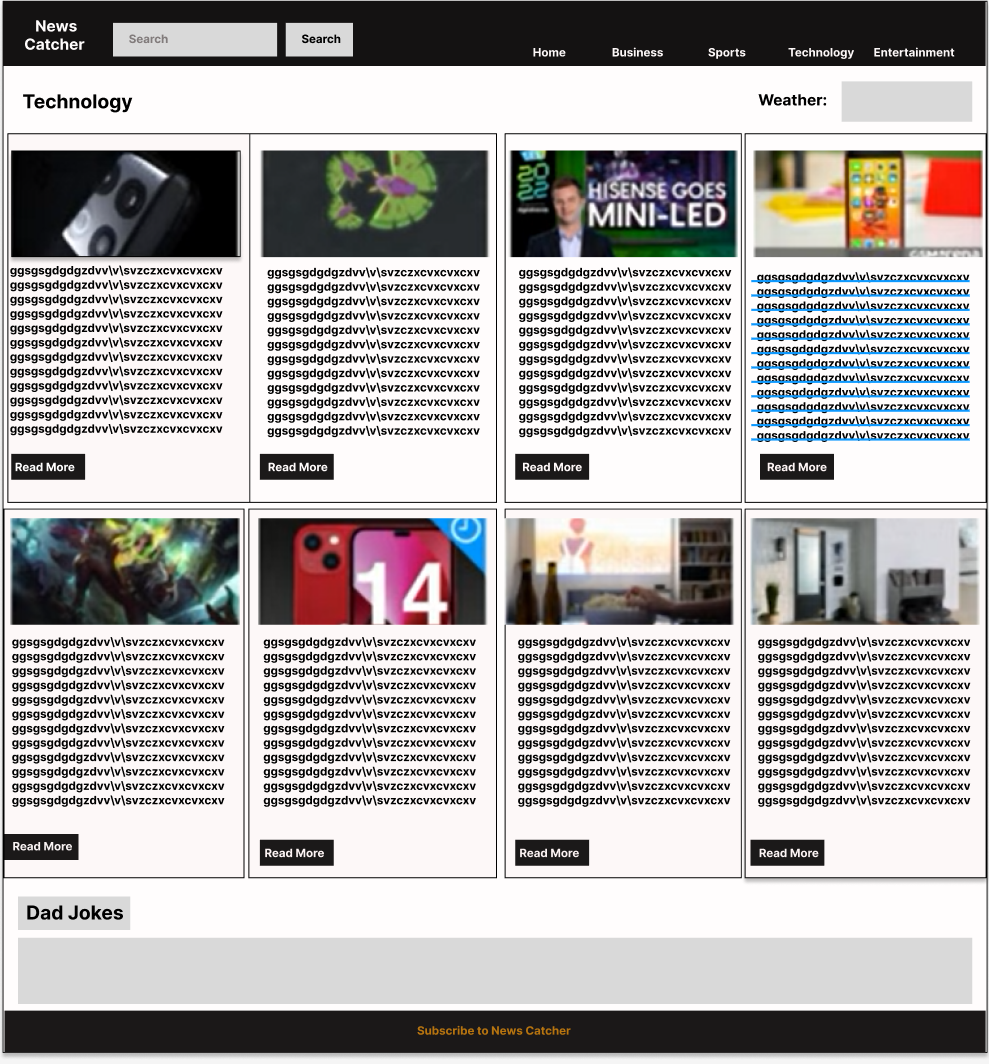 News
Catcher
Search
Search
Home
Business
Sports
Technology
Entertainment
Technology
Weather:
HISENSE GOES
MINI-LED
ggsgsgdgdgzdvv\v\svzczxcvxcvxcxv
ggsgsgdgdgzdvv\v\svzczxcvxcvxcxv
ggsgsgdgdgzdvv\v\svzczxcvxcvxcxv
ggsgsgdgdgzdvv\v\svzczxcvxcvxcxv
ggsgsgdgdgzdvv\v\svzczxcvxcvxcxv
ggsgsgdgdgzdvv\v\svzczxcvxcvxcxv
ggsgsgdgdgzdvv\v\svzczxcvxcvxcxv
ggsgsgdgdgzdvv\v\svzczxcvxcvxcxv
ggsgsgdgdgzdvv\v\svzczxcvxcvxcxv
ggsgsgdgdgzdvv\v\svzczxcvxcvxcxv
ggsgsgdgdgzdvv\v\svzczxcvxcvxcxv
ggsgsgdgdgzdvv\v\svzczxcvxcvxcxv
Read More
ggsgsgdgdgzdvv\v\svzczxcvxcvxcxv
ggsgsgdgdgzdvv\v\svzczxcvxcvxcxv
ggsgsgdgdgzdvv\v\svzczxcvxcvxcxv
ggsgsgdgdgzdvv\v\svzczxcvxcvxcxv
ggsgsgdgdgzdvv\v\svzczxcvxcvxcxv
ggsgsgdgdgzdvv\v\svzczxcvxcvxcxv
ggsgsgdgdgzdvv\v\svzczxcvxcvxcxv
ggsgsgdgdgzdvv\v\svzczxcvxcvxcxv
ggsgsgdgdgzdvv\v\svzczxcvxcvxcxv
ggsgsgdgdgzdvv\v\svzczxcvxcvxcxv
ggsgsgdgdgzdvv\v\svzczxcvxcvxcxv
ggsgsgdgdgzdvv\v\svzczxcvxcvxcxv
Read More
ggsgsgdgdgzdvv\v\svzczxcvxcvxcxv
ggsgsgdgdgzdvv\v\svzczxcvxcvxcxv
ggsgsgdgdgzdvv\v\svzczxcvxcvxcxv
ggsgsgdgdgzdvv\v\svzczxcvxcvxcxv
ggsgsgdgdgzdvv\v\svzczxcvxcvxcxv
ggsgsgdgdgzdvv\v\svzczxcvxcvxcxv
ggsgsgdgdgzdvv\v\svzczxcvxcvxcxv
ggsgsgdgdgzdvv\v\svzczxcvxcvxcxv
ggsgsgdgdgzdvv\v\svzczxcvxcvxcxv
ggsgsgdgdgzdvv\v\svzczxcvxcvxcxv
ggsgsgdgdgzdvv\v\svzczxcvxcvxcxv
ggsgsgdgdgzdvv\v\svzczxcvxcvxcxv
Read More
ggsgsgdgdgzdvv\v\svzczxcvxcvxcxv
ggsgsgdgdgzdvv\v\svzczxcvxcvxcxv
ggsgsgdgdgzdvv\v\svzczxcvxcvxcxv
ggsgsgdgdgzdvv\v\svzczxcvxcvxcxv
ggsgsgdgdgzdvv\v\svzczxcvxcvxcxv
ggsgsgdgdgzdvv\v\svzczxcvxcvxcxv
ggsgsgdgdgzdvv\v\svzczxcvxcvxcxv
ggsgsgdgdgzdvv\v\svzczxcvxcvxcxv
ggsgsgdgdgzdvv\v\svzczxcvxcvxcxv
ggsgsgdgdgzdvv\v\svzczxcvxcvxcxv
ggsgsgdgdgzdvv\v\svzczxcvxcvxcxv
ggsgsgdgdgzdvv\v\svzczxcvxcvxcxv
Read More
ggsgsgdgdgzdvv\v\svzczxcvxcvxcxv
ggsgsgdgdgzdvv\v\svzczxcvxcvxcxv
ggsgsgdgdgzdvv\v\svzczxcvxcvxcxv
ggsgsgdgdgzdvv\v\svzczxcvxcvxcxv
ggsgsgdgdgzdvv\v\svzczxcvxcvxcxv
ggsgsgdgdgzdvv\v\svzczxcvxcvxcxv
ggsgsgdgdgzdvv\v\svzczxcvxcvxcxv
ggsgsgdgdgzdvv\v\svzczxcvxcvxcxv
ggsgsgdgdgzdvv\v\svzczxcvxcvxcxv
ggsgsgdgdgzdvv\v\svzczxcvxcvxcxv
ggsgsgdgdgzdvv\v\svzczxcvxcvxcxv
ggsgsgdgdgzdvv\v\svzczxcvxcvxcxv
Read More
14
ggsgsgdgdgzdvv\v\svzczxcvxcvxcxv
ggsgsgdgdgzdvv\v\svzczxcvxcvxcxv
ggsgsgdgdgzdvv\v\svzczxcvxcvxcxv
ggsgsgdgdgzdvv\v\svzczxcvxcvxcxv
ggsgsgdgdgzdvv\v\svzczxcvxcvxcxv
ggsgsgdgdgzdvv\v\svzczxcvxcvxcxv
ggsgsgdgdgzdvv\v\svzczxcvxcvxcxv
ggsgsgdgdgzdvv\v\svzczxcvxcvxcxv
ggsgsgdgdgzdvv\v\svzczxcvxcvxcxv
ggsgsgdgdgzdvv\v\svzczxcvxcvxcxv
ggsgsgdgdgzdvv\v\svzczxcvxcvxcxv
ggsgsgdgdgzdvv\v\svzczxcvxcvxcxv
Read More
ggsgsgdgdgzdvv\v\svzczxcvxcvxcxv
ggsgsgdgdgzdvv\v\svzczxcvxcvxcxv
ggsgsgdgdgzdvv\v\svzczxcvxcvxcxv
ggsgsgdgdgzdvv\v\svzczxcvxcvxcxv
ggsgsgdgdgzdvv\v\svzczxcvxcvxcxv
ggsgsgdgdgzdvv\v\svzczxcvxcvxcxv
ggsgsgdgdgzdvv\v\svzczxcvxcvxcxv
ggsgsgdgdgzdvv\v\svzczxcvxcvxcxv
ggsgsgdgdgzdvv\v\svzczxcvxcvxcxv
ggsgsgdgdgzdvv\v\svzczxcvxcvxcxv
ggsgsgdgdgzdvv\v\svzczxcvxcvxcxv
ggsgsgdgdgzdvv\v\svzczxcvxcvxcxv
Read More
ggsgsgdgdgzdvv\v\svzczxcvxcvxcxv
ggsgsgdgdgzdvv\v\svzczxcvxcvxcxv
ggsgsgdgdgzdvv\v\svzczxcvxcvxcxv
ggsgsgdgdgzdvv\v\svzczxcvxcvxcxv
ggsgsgdgdgzdvv\v\svzczxcvxcvxcxv
ggsgsgdgdgzdvv\v\svzczxcvxcvxcxv
ggsgsgdgdgzdvv\v\svzczxcvxcvxcxv
ggsgsgdgdgzdvv\v\svzczxcvxcvxcxv
ggsgsgdgdgzdvv\v\svzczxcvxcvxcxv
ggsgsgdgdgzdvv\v\svzczxcvxcvxcxv
ggsgsgdgdgzdvv\v\svzczxcvxcvxcxv
ggsgsgdgdgzdvv\v\svzczxcvxcvxcxv
Read More
Dad Jokes
Subscribe to News Catcher